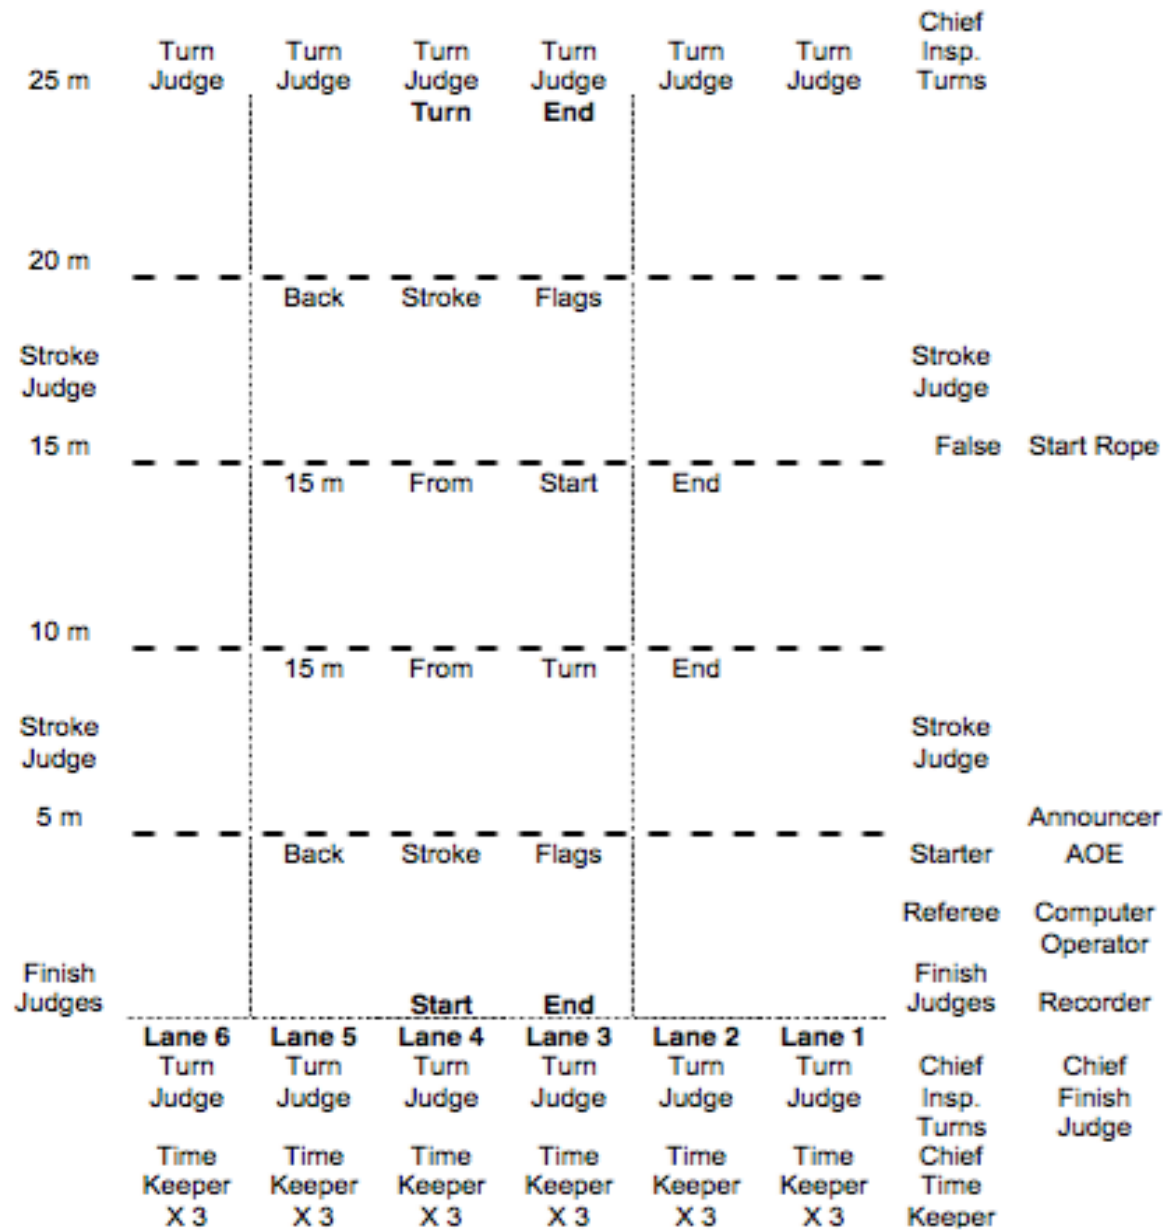 Chief
Turn Turn Turn Turn Turn Turn Insp.
25 m Judge Judge Judge Judge Judge Judge Turns
Turn End
20 m
Back Stroke Flags
Stroke Stroke
Judge Judge
15 m False Start Rope
15 m From Start End
10 m
15 m From Turn End
Stroke Stroke
Judge Judge
5 m Announcer
Back Stroke Flags Starter AOE
Referee Computer
Operator
Finish Finish
Judges Start End Judges Recorder
Lane 6 Lane 5 Lane 4 Lane 3 Lane 2 Lane 1
Turn Turn Turn Turn Turn Turn Chief Chief
Judge Judge Judge Judge Judge Judge Insp. Finish
Turns Judge
Time Time Time Time Time Time Chief
Keeper Keeper Keeper Keeper Keeper Keeper Time
X 3 X 3 X 3 X 3 X 3 X 3 Keeper